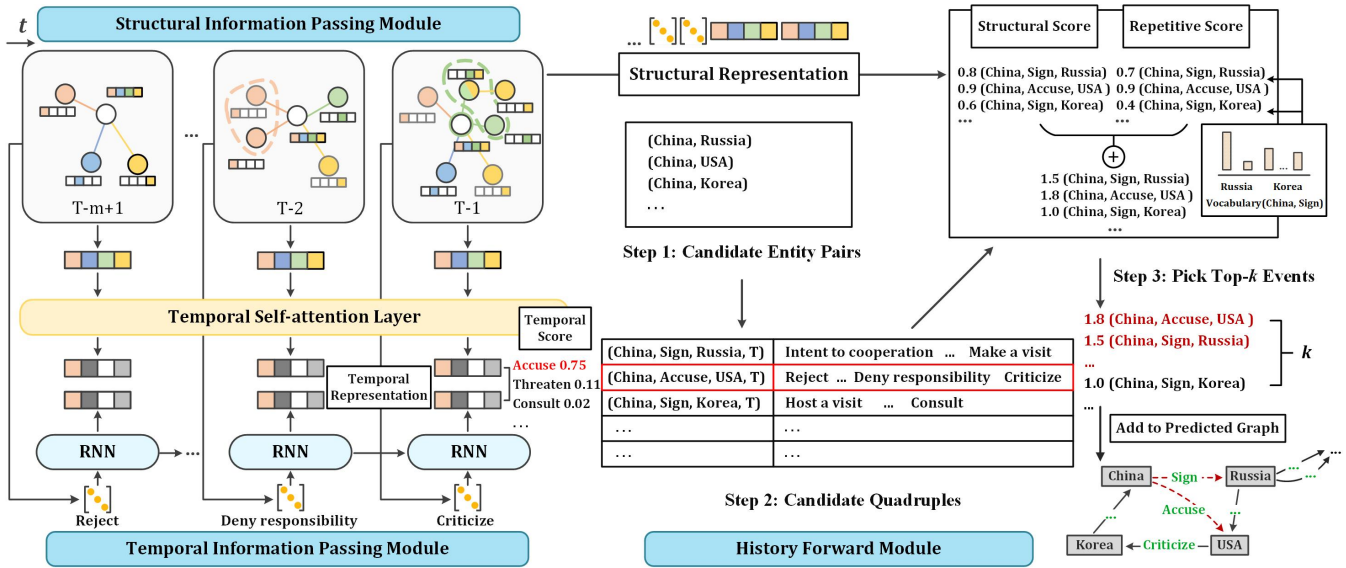 Structural Information Passing Module
t
T-m+1
...
T-2
T-1
Temporal Self-attention Layer
Temporal
Score
Accuse 0.75
Threaten 0.11
Consult 0.02
...
Temporal
Representation
RNN
...
RNN
RNN
Reject
Deny responsibility
Criticize
Temporal Information Passing Module
...
Structural Representation
(China, Russia)
(China, USA)
(China, Korea)
...
Step 1: Candidate Entity Pairs
(China, Sign, Russia, T) Intent to cooperation ... Make a visit
(China, Accuse, USA, T) Reject ... Deny responsibility Criticize
(China, Sign, Korea, T) Host a visit ... Consult
... ...
... ...
Step 2: Candidate Quadruples
History Forward Module
Structural Score Repetitive Score
0.8 (China, Sign, Russia) 0.7 (China, Sign, Russia)
0.9 (China, Accuse, USA) 0.9 (China, Accuse, USA)
0.6 (China, Sign, Korea) 0.4 (China, Sign, Korea)
... ...
+
1.5 (China, Sign, Russia)
1.8 (China, Accuse, USA )
1.0 (China, Sign, Korea)
...
...
Russia Korea
Vocabulary(China, Sign)
Step 3: Pick Top-k Events
1.8 (China, Accuse, USA )
1.5 (China, Sign, Russia)
...
1.0 (China, Sign, Korea)
...
k
Add to Predicted Graph
China Sign Russia ... ...
...
Accuse
... ...
Korea Criticize USA